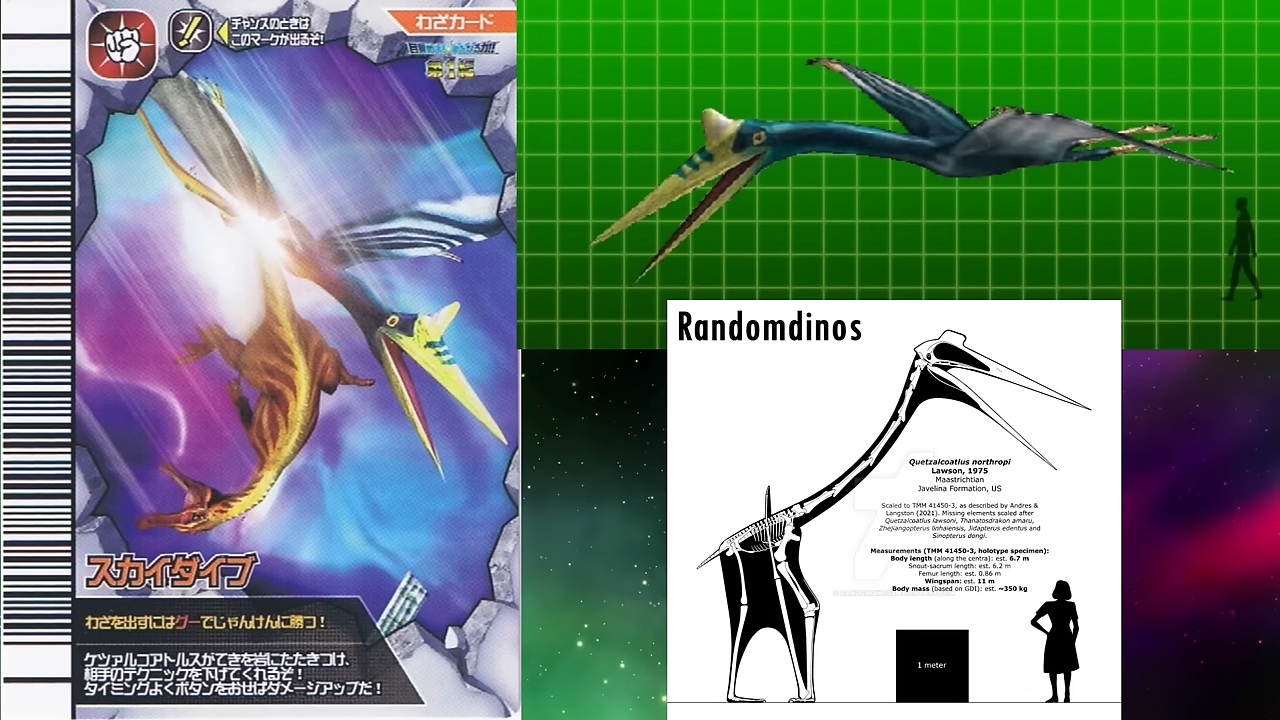 チャンスのときは
このマークが出るぞ!
わざカード
第1紀
スカイダイブ
わざを出すにはグーでじゃんけんに勝つ!
ケツァルコアトルスがてきを岩にたたきつけ、
相手のテクニックを下げてくれるぞ!
タイミングよくボタンをおせばダメージアップだ!
Randomdinos
Quetzalcoatlus northropi
Lawson, 1975
Maastrichtian
Javelina Formation, US
Scaled to TMM 41450-3, as described by Andres &
Langston (2021). Missing elements scaled after
Quetzalcoatlus lawsoni, Thanatosdrakon amaru,
Zhejiangopterus linhaiensis, Jidapterus edentus and
Sinopterus dongi.
Measurements (TMM 41450-3, holotype specimen):
Body length (along the centra): est. 6.7 m
Snout-sacrum length: est. 6.2 m
Femur length: est. 0.86 m
Wingspan: est. 11 m
Body mass (based on GDI): est. ~350 kg
1 meter